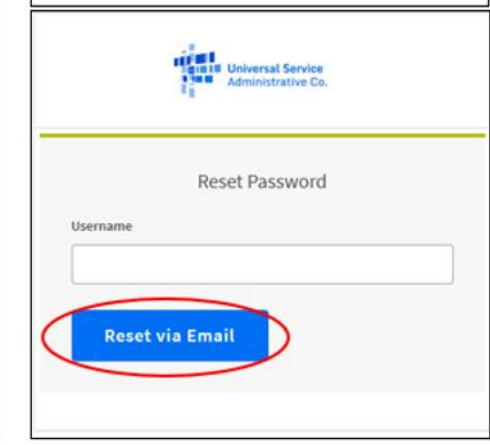 Universal Service
Administrative Co.
Reset Password
Username
Reset via Email